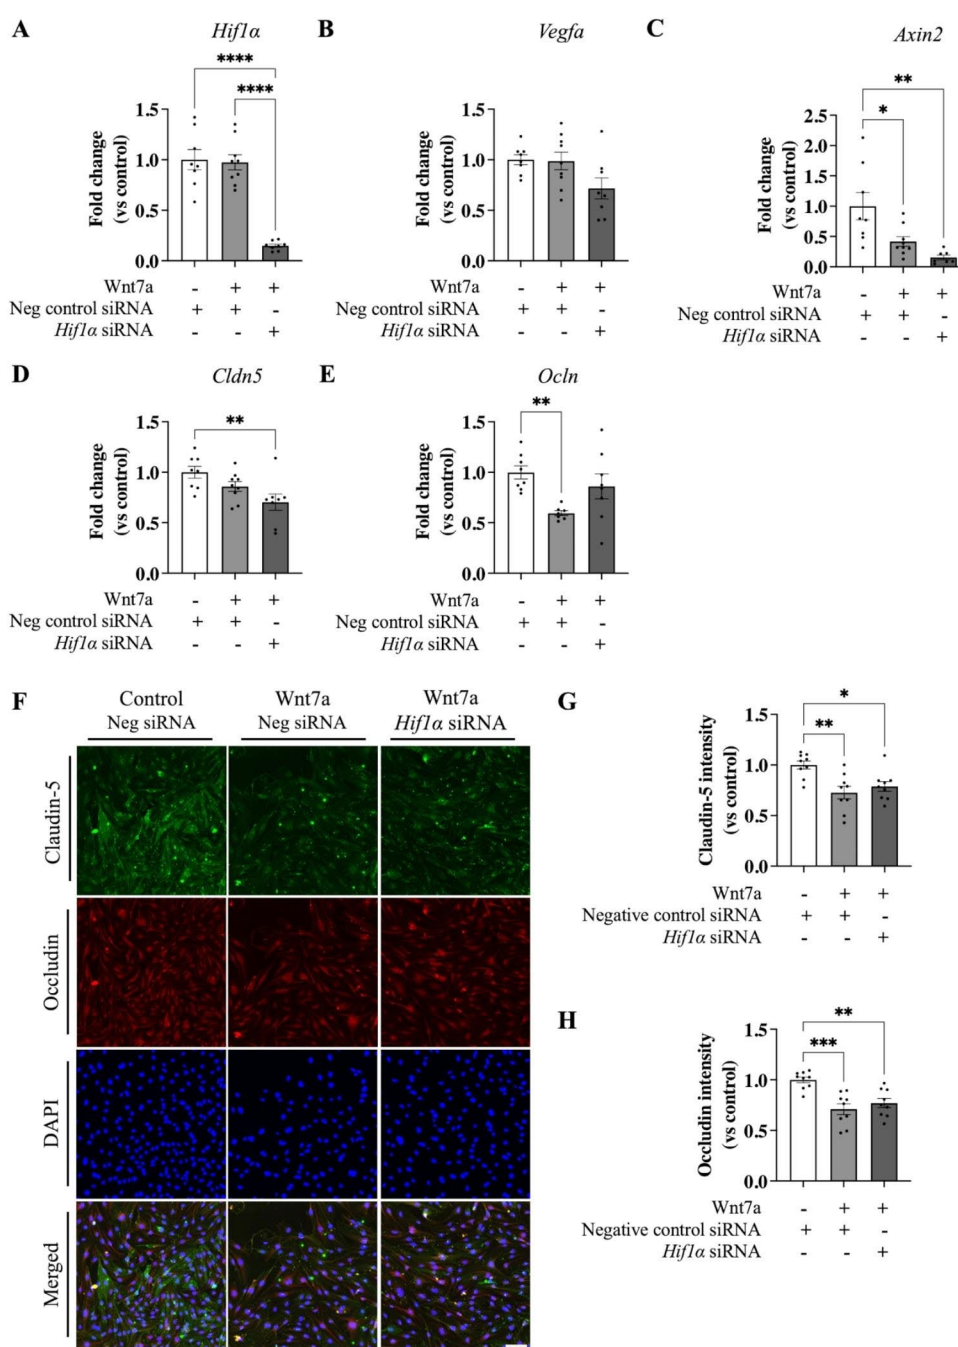 A
Hif1α
****
****
Fold change
(vs control)
1.5
1.0
0.5
0.0
Wnt7a - + +
Neg control siRNA + + -
Hif1α siRNA - - +
B
Vegfa
Fold change
(vs control)
1.5
1.0
0.5
0.0
Wnt7a - + +
Neg control siRNA + + -
Hif1α siRNA - - +
C
Axin2
**
*
Fold change
(vs control)
2.5
2.0
1.5
1.0
0.5
0.0
Wnt7a - + +
Neg control siRNA + + -
Hif1α siRNA - - +
D
Cldn5
**
Fold change
(vs control)
1.5
1.0
0.5
0.0
Wnt7a - + +
Neg control siRNA + + -
Hif1α siRNA - - +
E
Ocln
**
Fold change
(vs control)
1.5
1.0
0.5
0.0
Wnt7a - + +
Neg control siRNA + + -
Hif1α siRNA - - +
F
Control
Neg siRNA
Wnt7a
Neg siRNA
Wnt7a
Hif1α siRNA
Claudin-5
Occludin
DAPI
Merged
G
*
**
Claudin-5 intensity
(vs control)
1.5
1.0
0.5
0.0
Wnt7a - + +
Negative control siRNA + + -
Hif1α siRNA - - +
H
**
***
Occludin intensity
(vs control)
1.5
1.0
0.5
0.0
Wnt7a - + +
Negative control siRNA + + -
Hif1α siRNA - - +